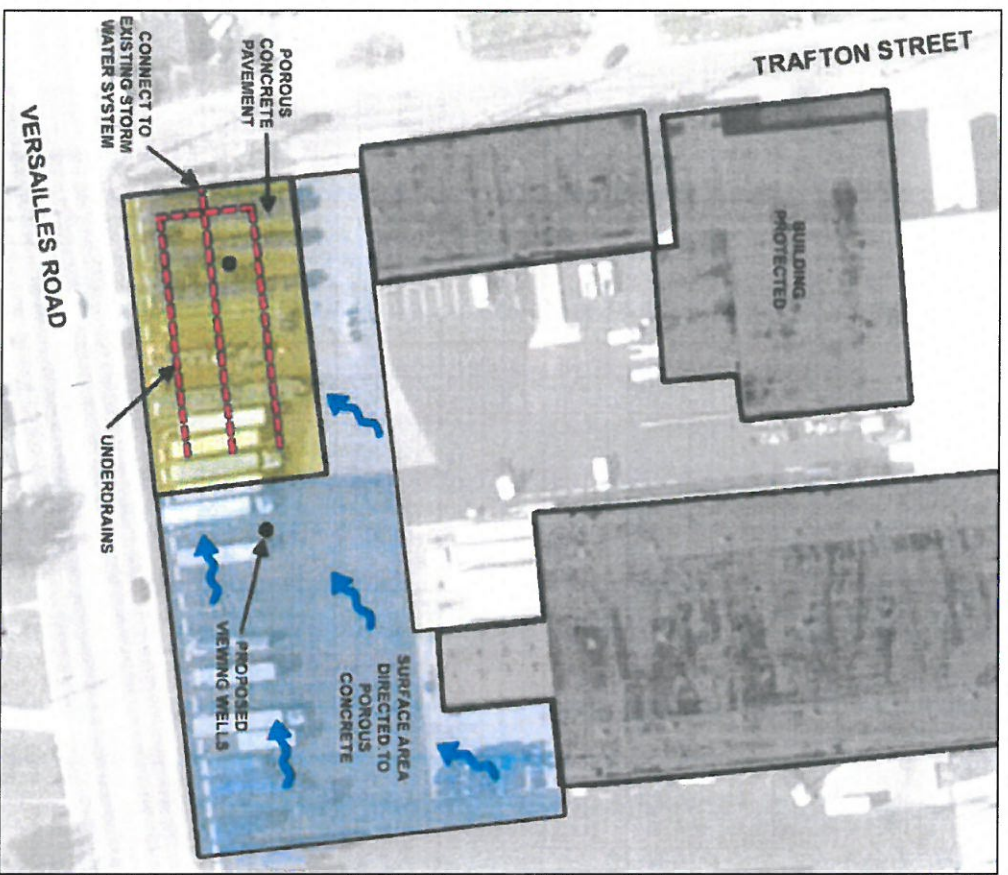 TRAFTON STREET
BUILDING
PROTECTED
POROUS
CONCRETE
PAVEMENT
CONNECT TO
EXISTING STORM
WATER SYSTEM
VERSAILLES ROAD
UNDERDRAINS
PROPOSED
VIEWING WELLS
SURFACE AREA
DIRECTED TO
POROUS
CONCRETE